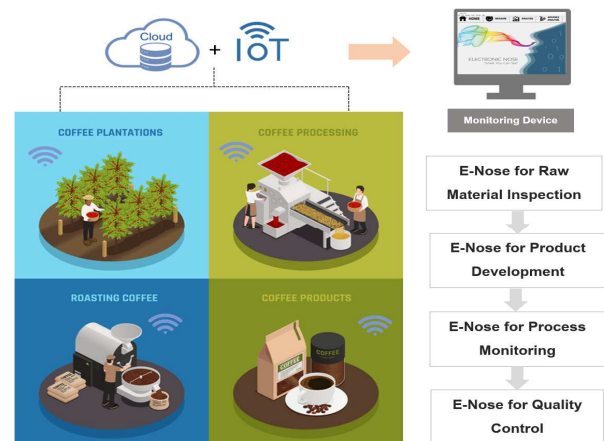 Cloud
+
IoT
HOME
ELECTRONIC NOSE
Monitoring Device
COFFEE PLANTATIONS
COFFEE PROCESSING
ROASTING COFFEE
COFFEE PRODUCTS
COFFEE
COFFEE
E-Nose for Raw
Material Inspection
E-Nose for Product
Development
E-Nose for Process
Monitoring
E-Nose for Quality
Control